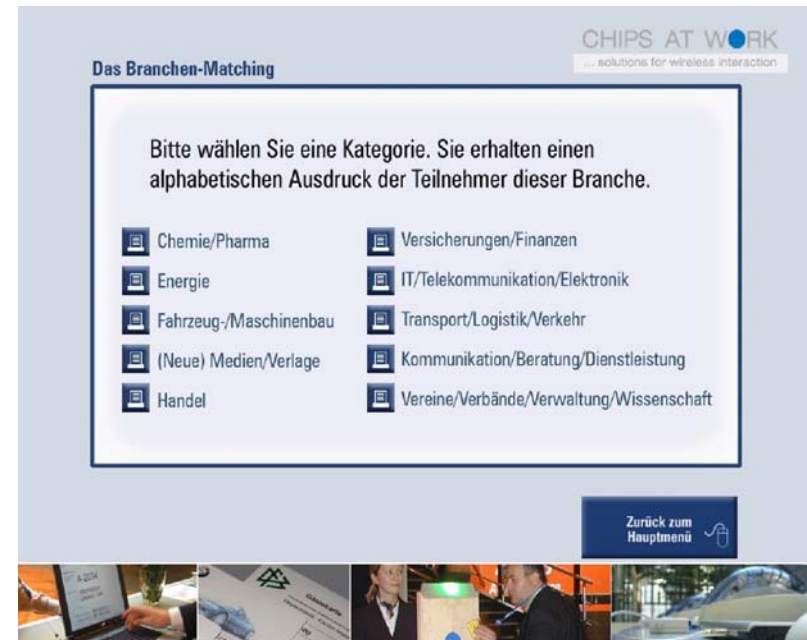 CHIPS AT WORK
... solutions for wireless interaction
Das Branchen-Matching
Bitte wählen Sie eine Kategorie. Sie erhalten einen
alphabetischen Ausdruck der Teilnehmer dieser Branche.
Chemie/Pharma
Energie
Fahrzeug-/Maschinenbau
(Neue) Medien/Verlage
Handel
Versicherungen/Finanzen
IT/Telekommunikation/Elektronik
Transport/Logistik/Verkehr
Kommunikation/Beratung/Dienstleistung
Vereine/Verbände/Verwaltung/Wissenschaft
Zurück zum
Hauptmenü
Gästekarte